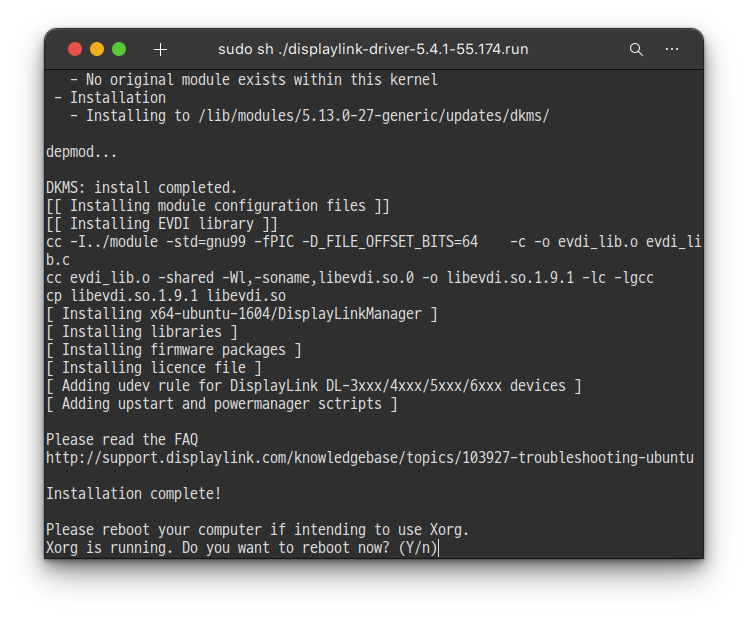 sudo sh ./displaylink-driver-5.4.1-55.174.run
- No original module exists within this kernel
- Installation
- Installing to /lib/modules/5.13.0-27-generic/updates/dkms/
depmod...
DKMS: install completed.
[[ Installing module configuration files ]]
[[ Installing EVDI library ]]
cc -I../module -std=gnu99 -fPIC -D_FILE_OFFSET_BITS=64    -c -o evdi_lib.o evdi_li
b.c
cc evdi_lib.o -shared -Wl,-soname,libevdi.so.0 -o libevdi.so.1.9.1 -lc -lgcc
cp libevdi.so.1.9.1 libevdi.so
[ Installing x64-ubuntu-1604/DisplayLinkManager ]
[ Installing libraries ]
[ Installing firmware packages ]
[ Installing licence file ]
[ Adding udev rule for DisplayLink DL-3xxx/4xxx/5xxx/6xxx devices ]
[ Adding upstart and powermanager sctripts ]
Please read the FAQ
http://support.displaylink.com/knowledgebase/topics/103927-troubleshooting-ubuntu
Installation complete!
Please reboot your computer if intending to use Xorg.
Xorg is running. Do you want to reboot now? (Y/n)